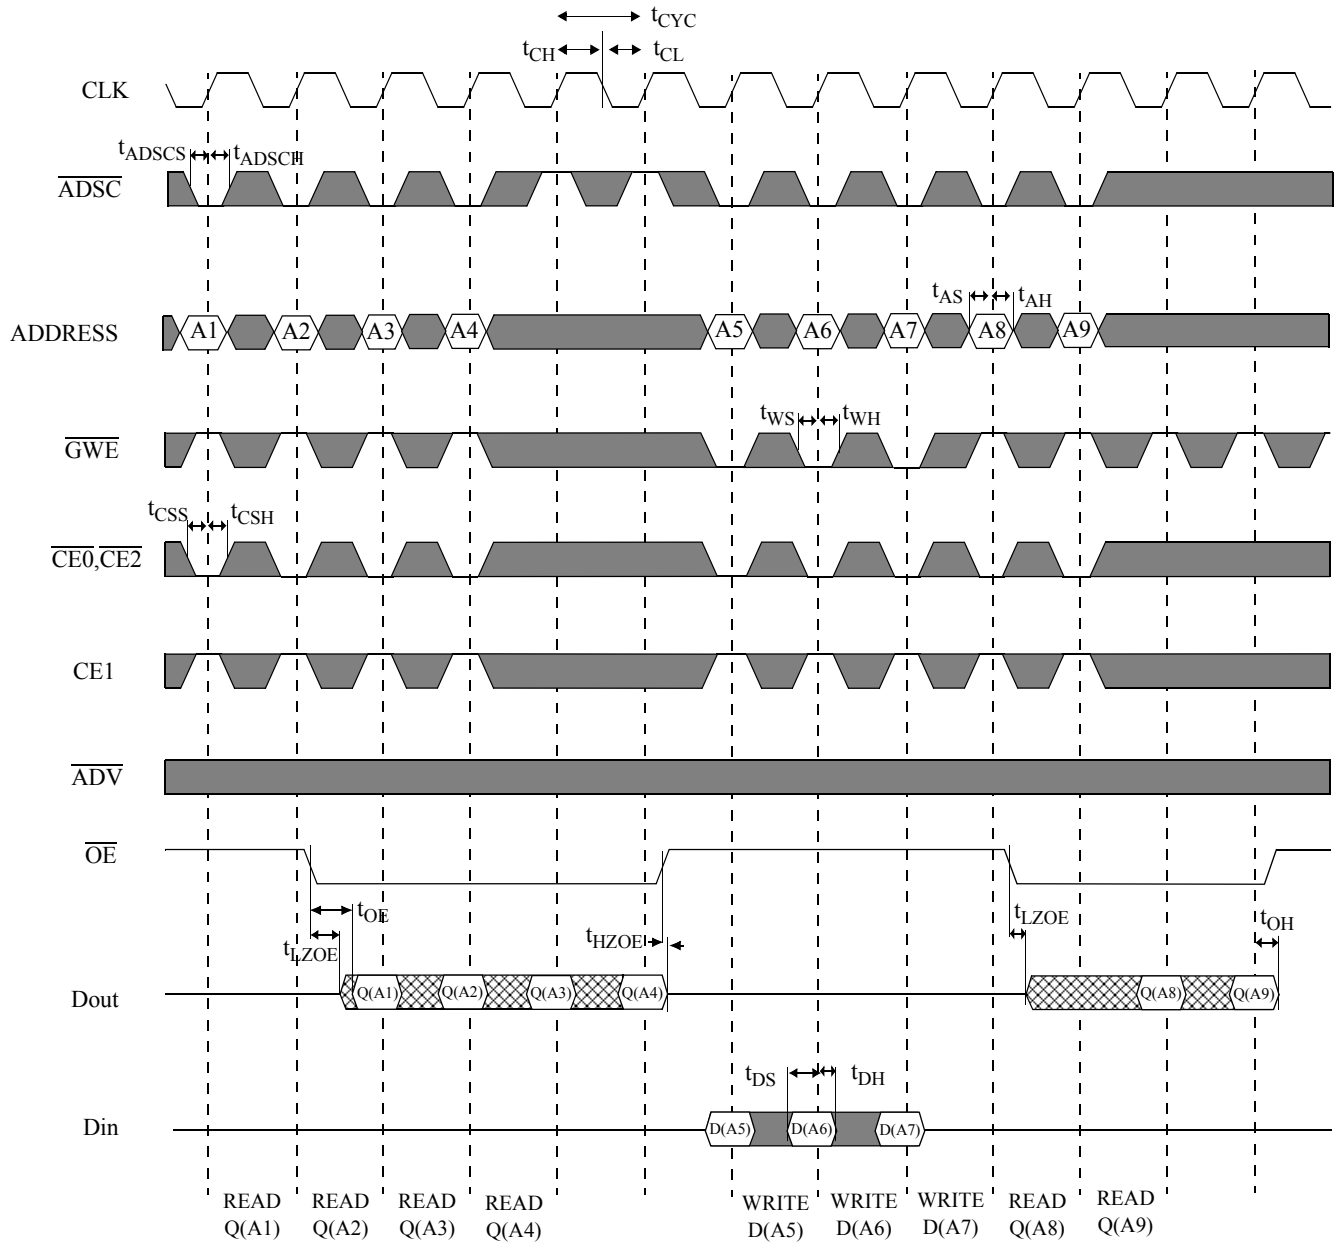 tCYC
tCH tCL
CLK
tADSCS tADSCH
ADSC
tAS tAH
ADDRESS A1 A2 A3 A4 A5 A6 A7 A8 A9
tWS tWH
GWE
tCSS tCSH
CE0,CE2
CE1
ADV
OE
tOE tLZOE
tLZOE tHZOE tOH
Dout Q(A1) Q(A2) Q(A3) Q(A4) Q(A8) Q(A9)
tDS tDH
Din D(A5) D(A6) D(A7)
READ READ READ READ WRITE WRITE WRITE READ READ
Q(A1) Q(A2) Q(A3) Q(A4) D(A5) D(A6) D(A7) Q(A8) Q(A9)